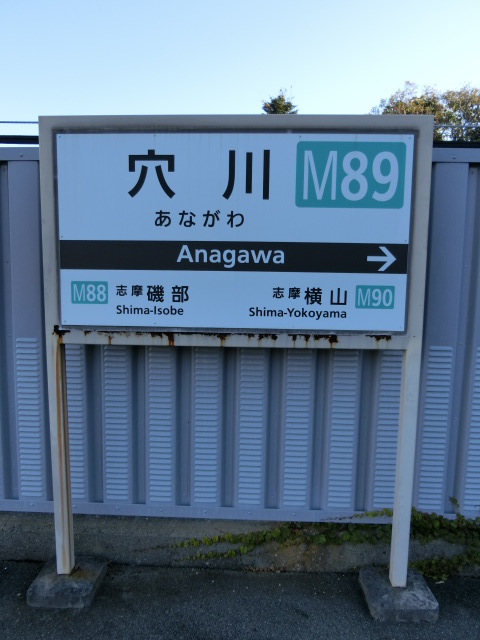 穴川 M89
あながわ
Anagawa →
M88 志摩磯部 志摩横山 M90
Shima-Isobe Shima-Yokoyama